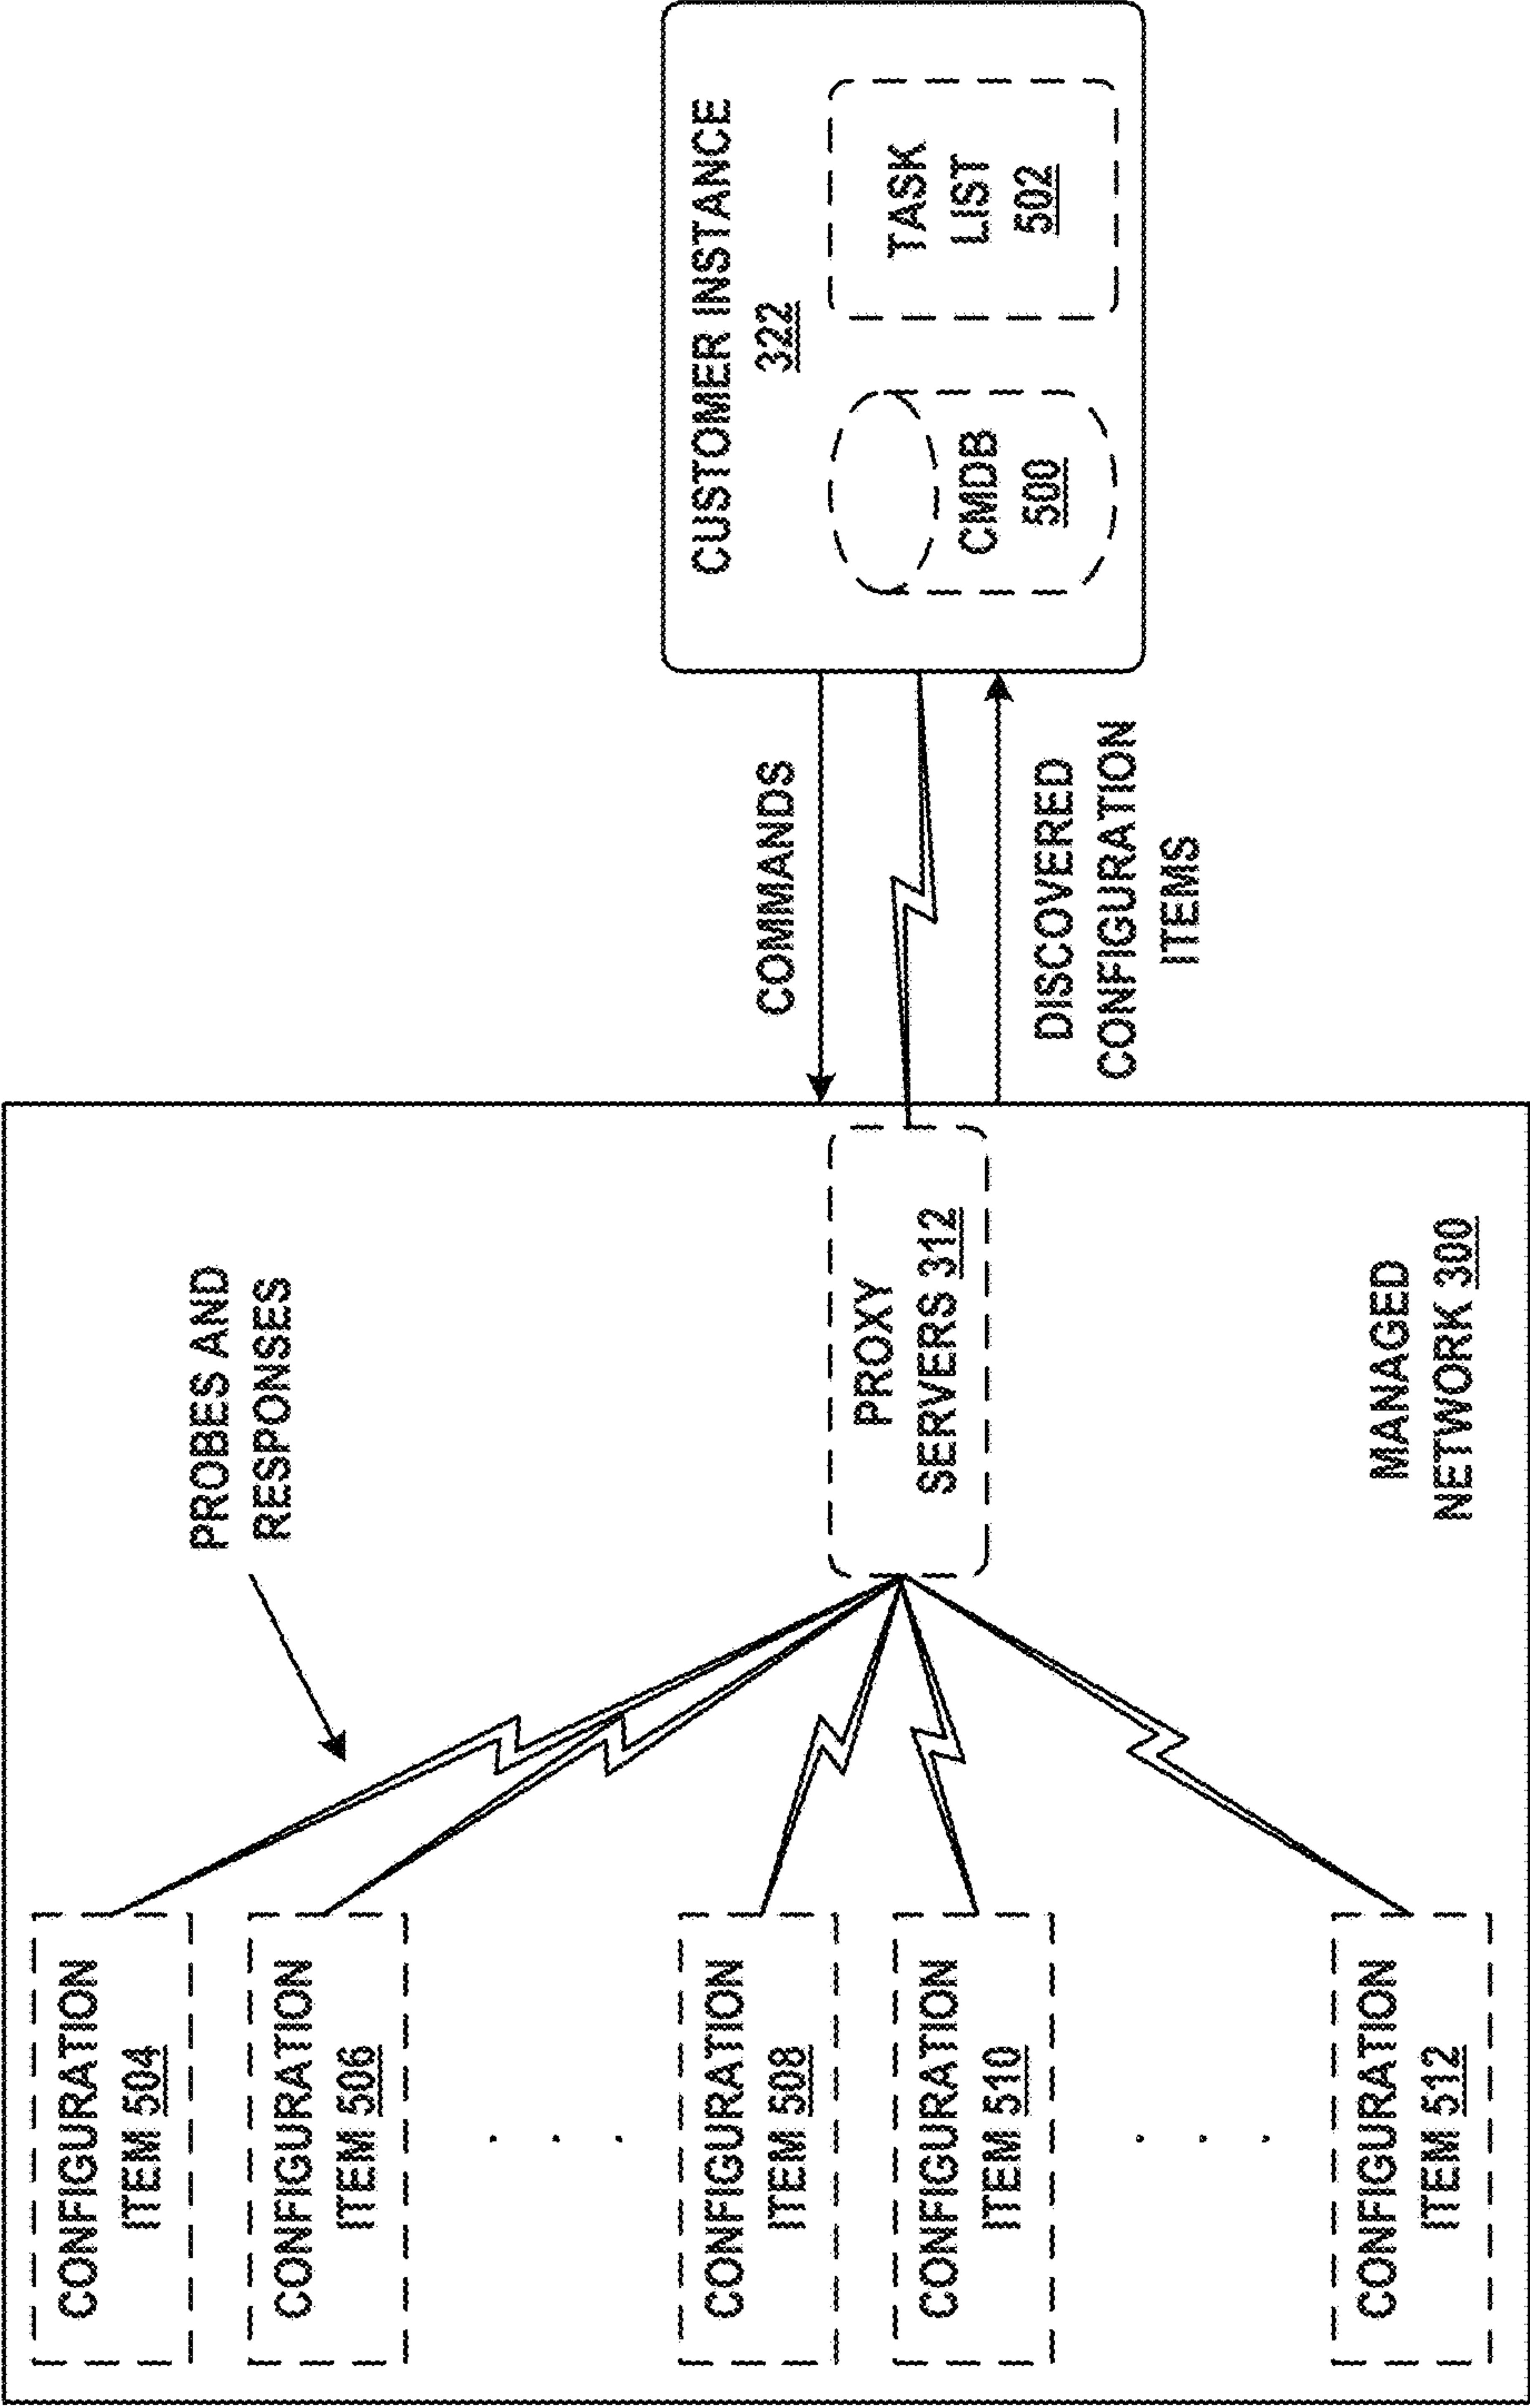 CUSTOMER INSTANCE
322
CMDB
500
TASK
LIST
502
COMMANDS
DISCOVERED
CONFIGURATION
ITEMS
PROBES AND
RESPONSES
PROXY
SERVERS 312
MANAGED
NETWORK 300
CONFIGURATION
ITEM 504
CONFIGURATION
ITEM 506
. . .
CONFIGURATION
ITEM 508
CONFIGURATION
ITEM 510
. . .
CONFIGURATION
ITEM 512